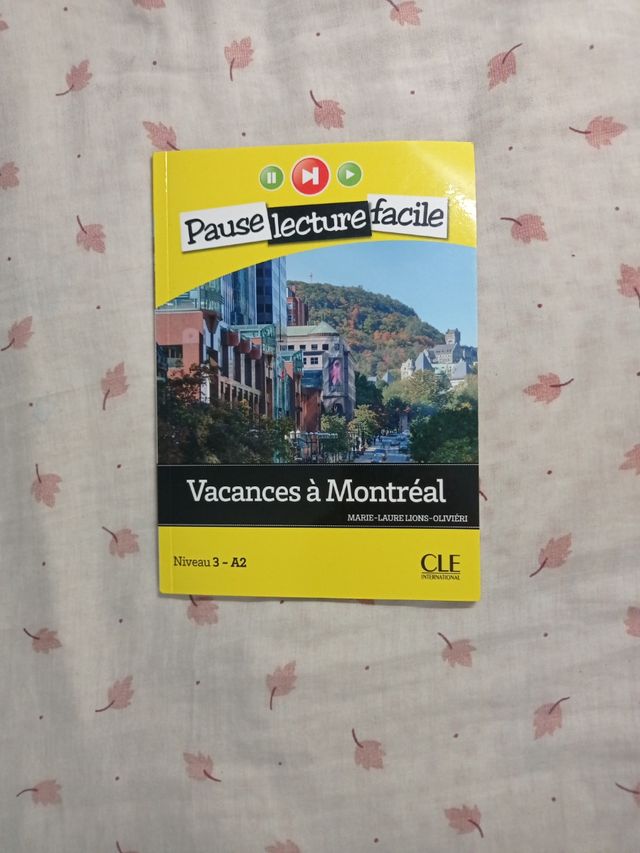 Pause lecture facile
Vacances à Montréal
MARIE-LAURE LIONS-OLIVIÉRI
Niveau 3 - A2
CLE
INTERNATIONAL